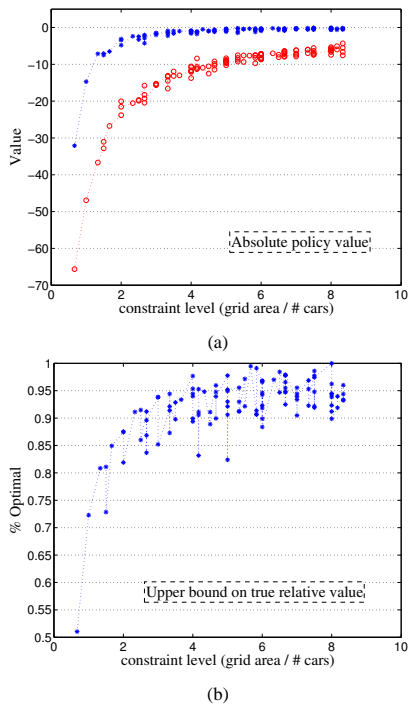 0
−10
−20
−30
−40
−50
−60
−70
Value
Absolute policy value
0 2 4 6 8 10
constraint level (grid area / # cars)
(a)
1
0.95
0.9
0.85
0.8
0.75
0.7
0.65
0.6
0.55
0.5
% Optimal
Upper bound on true relative value
0 2 4 6 8 10
constraint level (grid area / # cars)
(b)